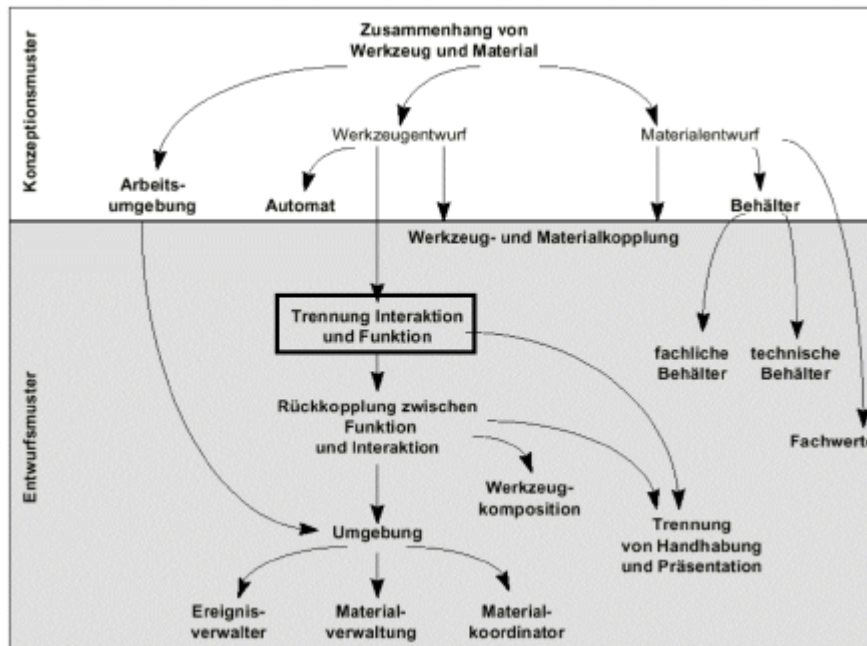 Zusammenhang von
Werkzeug und Material
Konzeptionsmuster
Werkzeugentwurf
Materialentwurf
Arbeits-
umgebung
Automat
Behälter
Werkzeug- und Materialkopplung
Entwurfsmuster
Trennung Interaktion
und Funktion
fachliche
Behälter
technische
Behälter
Rückkopplung zwischen
Funktion
und Interaktion
Fachwerte
Werkzeug-
komposition
Umgebung
Trennung
von Handhabung
und Präsentation
Ereignis-
verwalter
Material-
verwaltung
Material-
koordinator